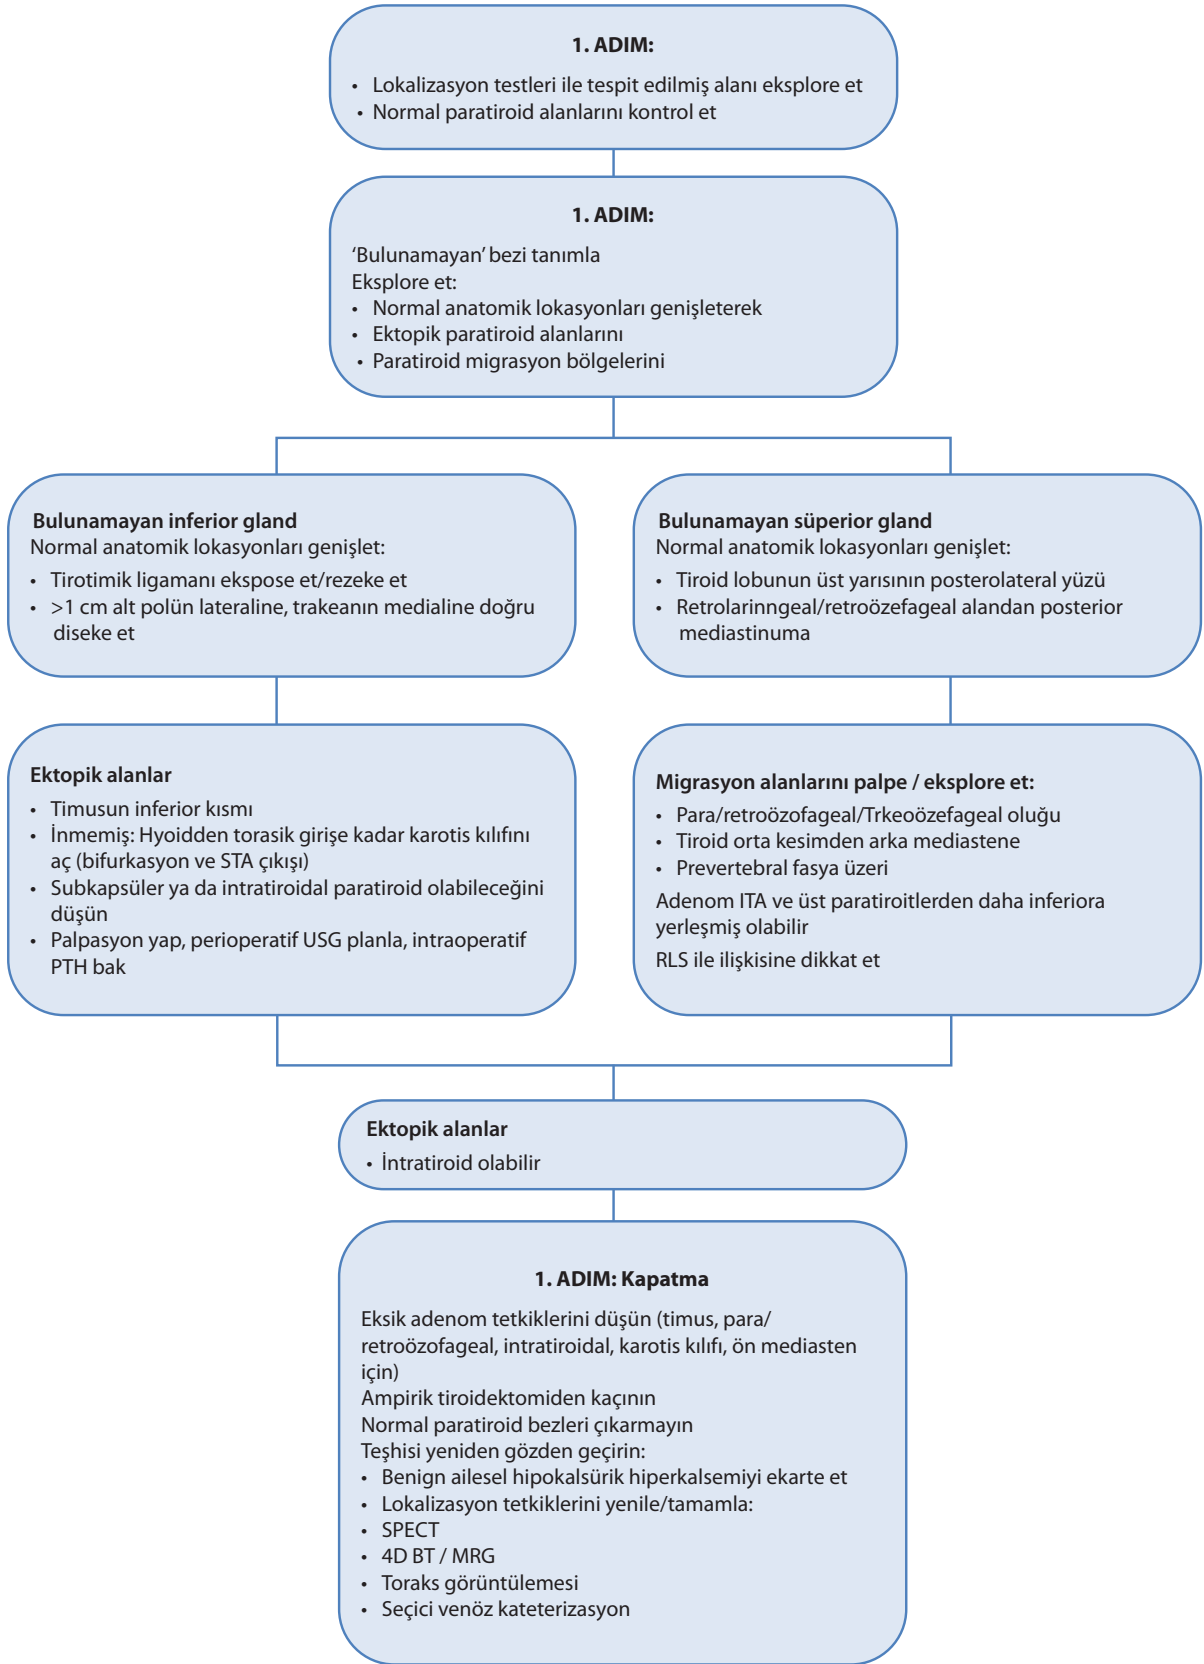 1. ADIM:
• Lokalizasyon testleri ile tespit edilmiş alanı eksplore et
• Normal paratiroid alanlarını kontrol et
1. ADIM:
‘Bulunamayan’ bezi tanımla
Eksplore et:
• Normal anatomik lokasyonları genişleterek
• Ektopik paratiroid alanlarını
• Paratiroid migrasyon bölgelerini
Bulunamayan inferior gland
Normal anatomik lokasyonları genişlet:
• Tirotimik ligamanı ekspose et/rezeke et
• >1 cm alt polün lateraline, trakeanın medialine doğru
diseke et
Bulunamayan süperior gland
Normal anatomik lokasyonları genişlet:
• Tiroid lobunun üst yarısının posterolateral yüzü
• Retrolarinngeal/retroözefageal alandan posterior
mediastinuma
Ektopik alanlar
• Timusun inferior kısmı
• İnmemiş: Hyoidden torasik girişe kadar karotis kılıfını
aç (bifurkasyon ve STA çıkışı)
• Subkapsüler ya da intratiroidal paratiroid olabileceğini
düşün
• Palpasyon yap, perioperatif USG planla, intraoperatif
PTH bak
Migrasyon alanlarını palpe / eksplore et:
• Para/retroözofageal/Trkeoözefageal oluğu
• Tiroid orta kesimden arka mediastene
• Prevertebral fasya üzeri
Adenom ITA ve üst paratiroitlerden daha inferiora
yerleşmiş olabilir
RLS ile ilişkisine dikkat et
Ektopik alanlar
• İntratiroid olabilir
1. ADIM: Kapatma
Eksik adenom tetkiklerini düşün (timus, para/
retroözofageal, intratiroidal, karotis kılıfı, ön mediasten
için)
Ampirik tiroidektomiden kaçının
Normal paratiroid bezleri çıkarmayın
Teşhisi yeniden gözden geçirin:
• Benign ailesel hipokalsürik hiperkalsemiyi ekarte et
• Lokalizasyon tetkiklerini yenile/tamamla:
• SPECT
• 4D BT / MRG
• Toraks görüntülemesi
• Seçici venöz kateterizasyon